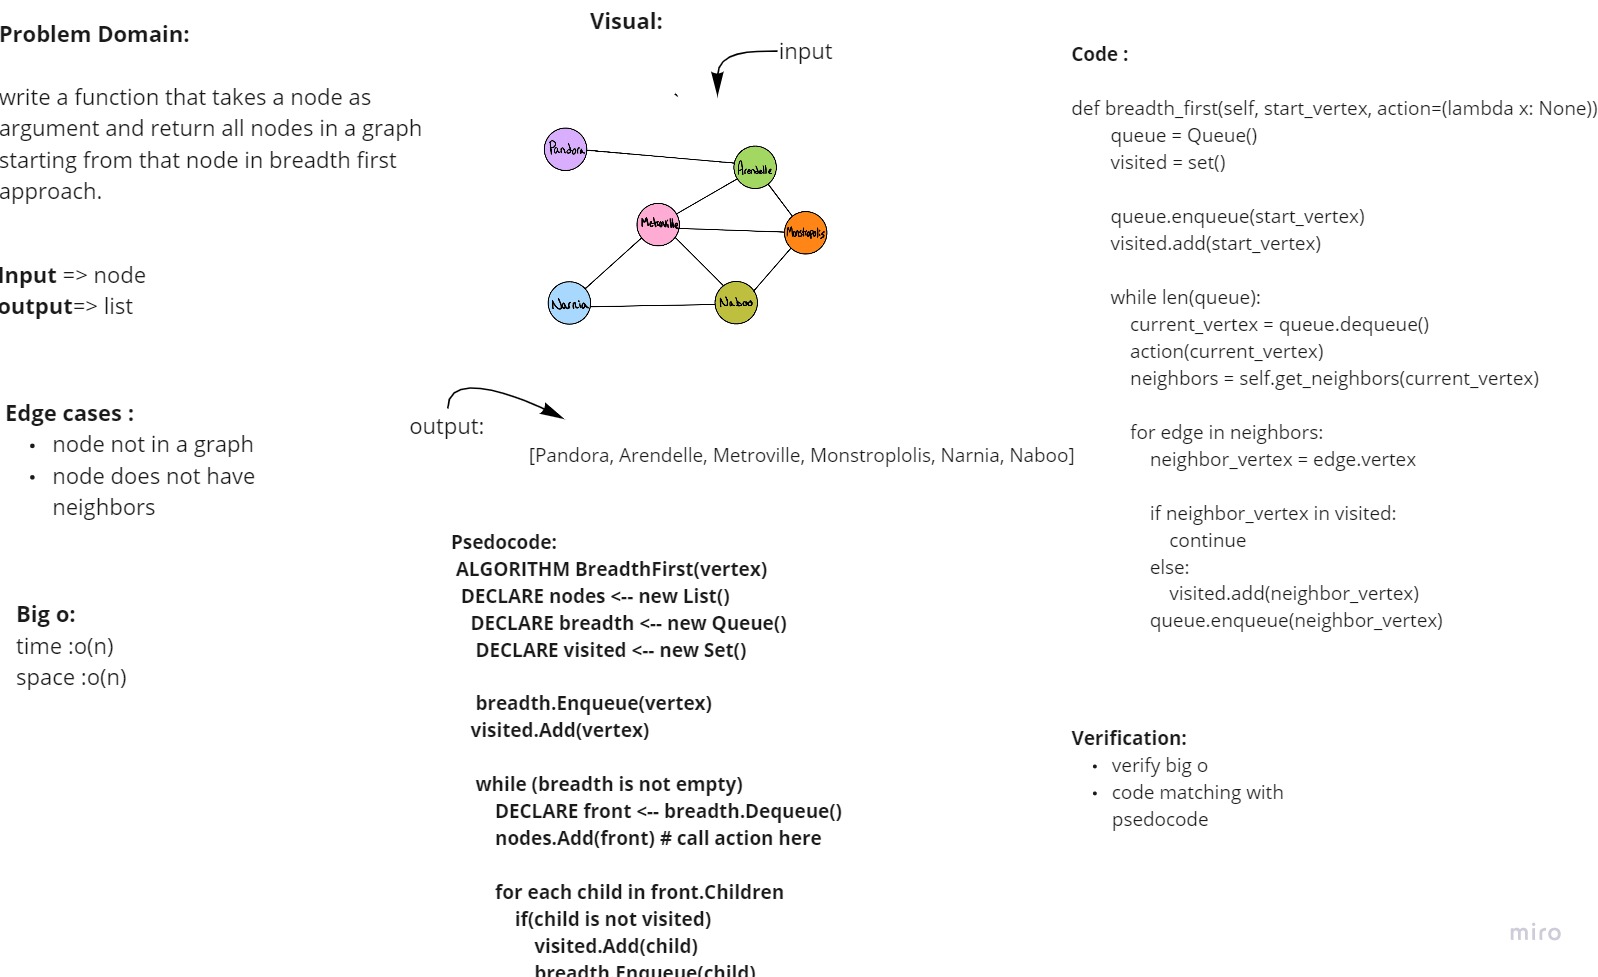 Problem Domain:
write a function that takes a node as
argument and return all nodes in a graph
starting from that node in breadth first
approach.
Input => node
output=> list
Edge cases :
• node not in a graph
• node does not have
neighbors
Big o:
time :o(n)
space :o(n)
Visual:
input
Pandora
Arendelle
Metroville
Monstropolis
Narnia
Naboo
output:
[Pandora, Arendelle, Metroville, Monstroplolis, Narnia, Naboo]
Psedocode:
ALGORITHM BreadthFirst(vertex)
DECLARE nodes <-- new List()
DECLARE breadth <-- new Queue()
DECLARE visited <-- new Set()
breadth.Enqueue(vertex)
visited.Add(vertex)
while (breadth is not empty)
DECLARE front <-- breadth.Dequeue()
nodes.Add(front) # call action here
for each child in front.Children
if(child is not visited)
visited.Add(child)
breadth.Enqueue(child)
Code :
def breadth_first(self, start_vertex, action=(lambda x: None))
queue = Queue()
visited = set()
queue.enqueue(start_vertex)
visited.add(start_vertex)
while len(queue):
current_vertex = queue.dequeue()
action(current_vertex)
neighbors = self.get_neighbors(current_vertex)
for edge in neighbors:
neighbor_vertex = edge.vertex
if neighbor_vertex in visited:
continue
else:
visited.add(neighbor_vertex)
queue.enqueue(neighbor_vertex)
Verification:
• verify big o
• code matching with
psedocode
miro